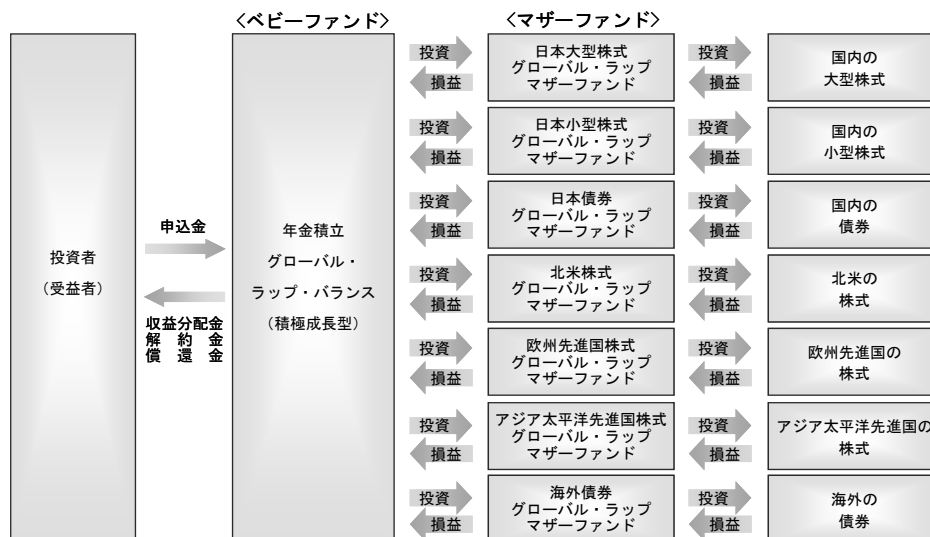 〈ベビーファンド〉
〈マザーファンド〉
投資者
（受益者）
申込金
収益分配金
解約金
償還金
年金積立
グローバル・
ラップ・バランス
（積極成長型）
投資
損益
日本大型株式
グローバル・ラップ
マザーファンド
投資
損益
国内の
大型株式
投資
損益
日本小型株式
グローバル・ラップ
マザーファンド
投資
損益
国内の
小型株式
投資
損益
日本債券
グローバル・ラップ
マザーファンド
投資
損益
国内の
債券
投資
損益
北米株式
グローバル・ラップ
マザーファンド
投資
損益
北米の
株式
投資
損益
欧州先進国株式
グローバル・ラップ
マザーファンド
投資
損益
欧州先進国の
株式
投資
損益
アジア太平洋先進国株式
グローバル・ラップ
マザーファンド
投資
損益
アジア太平洋先進国の
株式
投資
損益
海外債券
グローバル・ラップ
マザーファンド
投資
損益
海外の
債券